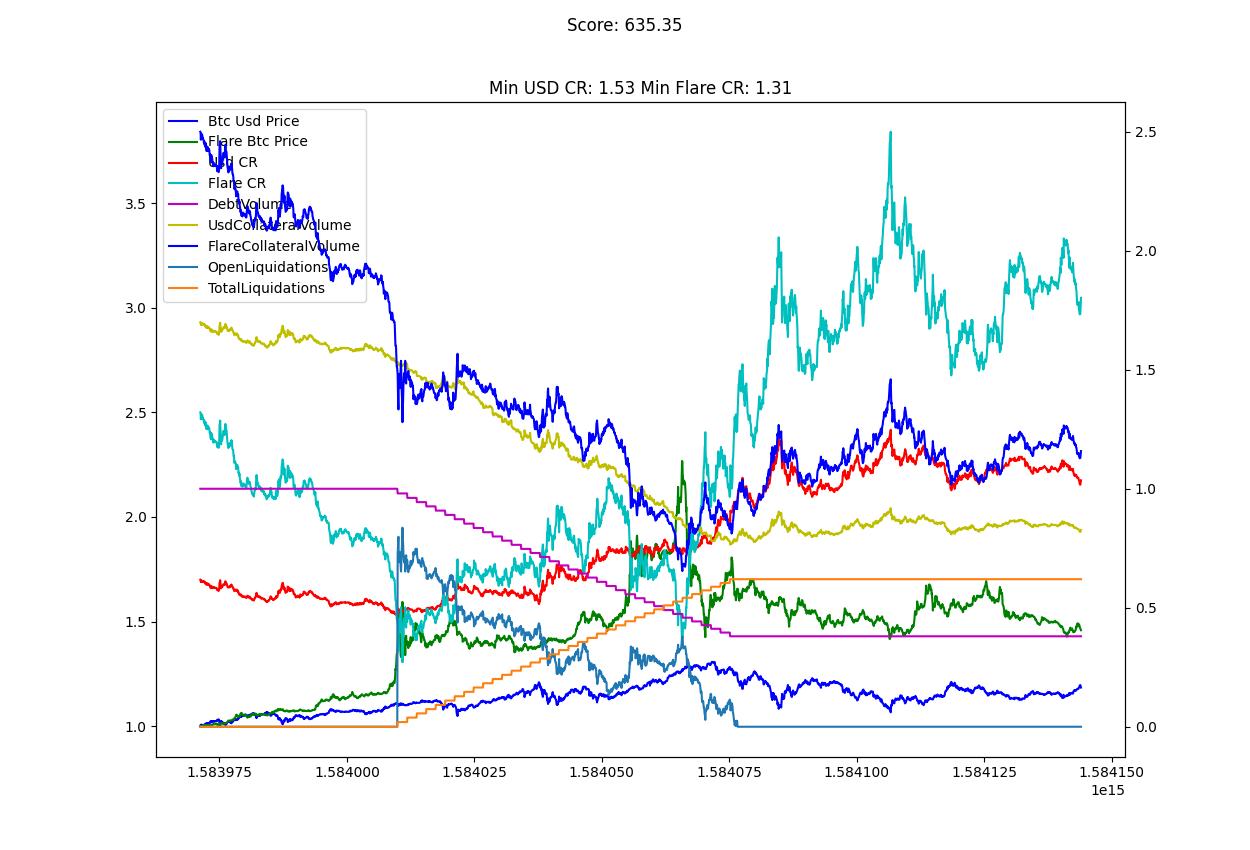 Score: 635.35
Min USD CR: 1.53 Min Flare CR: 1.31
Btc Usd Price
Flare Btc Price
Usd CR
Flare CR
DebtVolume
UsdCollateralVolume
FlareCollateralVolume
OpenLiquidations
TotalLiquidations
3.5
3.0
2.5
2.0
1.5
1.0
2.5
2.0
1.5
1.0
0.5
0.0
1.583975 1.584000 1.584025 1.584050 1.584075 1.584100 1.584125 1.584150
1e15